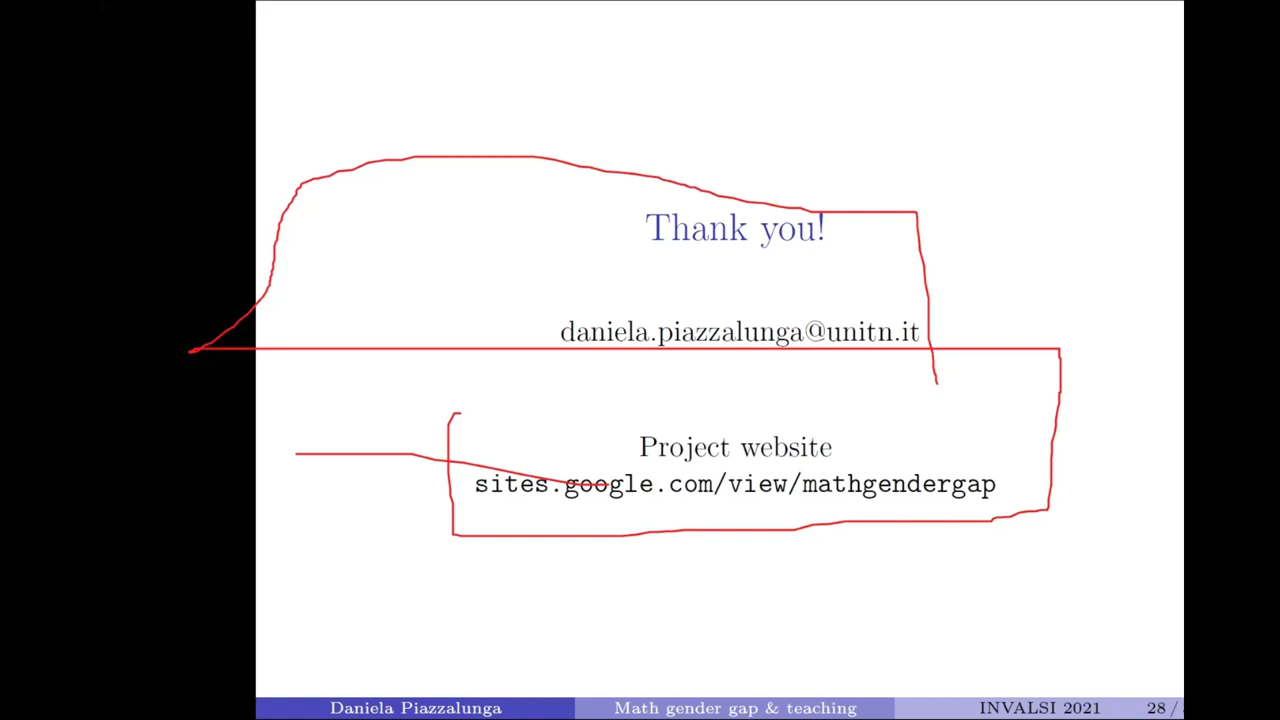 Thank you!
daniela.piazzalunga@unitn.it
Project website
sites.google.com/view/mathgendergap
Daniela Piazzalunga Math gender gap & teaching INVALSI 2021 28 /